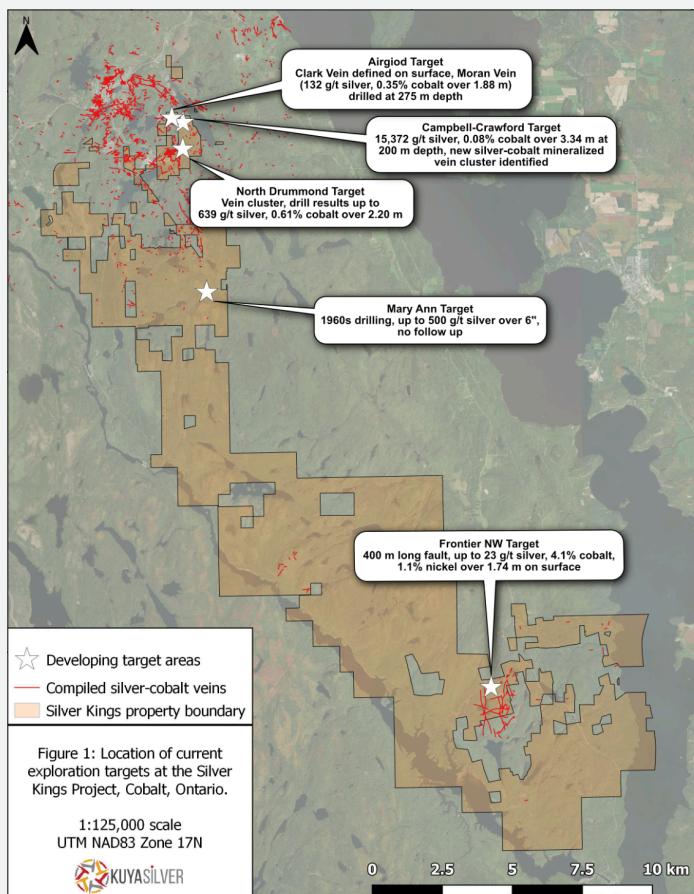 N
Airgiod Target
Clark Vein defined on surface, Moran Vein
(132 g/t silver, 0.35% cobalt over 1.88 m)
drilled at 275 m depth
Campbell-Crawford Target
15,372 g/t silver, 0.08% cobalt over 3.34 m at
200 m depth, new silver-cobalt mineralized
vein cluster identified
North Drummond Target
Vein cluster, drill results up to
639 g/t silver, 0.61% cobalt over 2.20 m
Mary Ann Target
1960s drilling, up to 500 g/t silver over 6",
no follow up
Frontier NW Target
400 m long fault, up to 23 g/t silver, 4.1% cobalt,
1.1% nickel over 1.74 m on surface
Developing target areas
Compiled silver-cobalt veins
Silver Kings property boundary
Figure 1: Location of current
exploration targets at the Silver
Kings Project, Cobalt, Ontario.
1:125,000 scale
UTM NAD83 Zone 17N
KUYASILVER
0 2.5 5 7.5 10 km